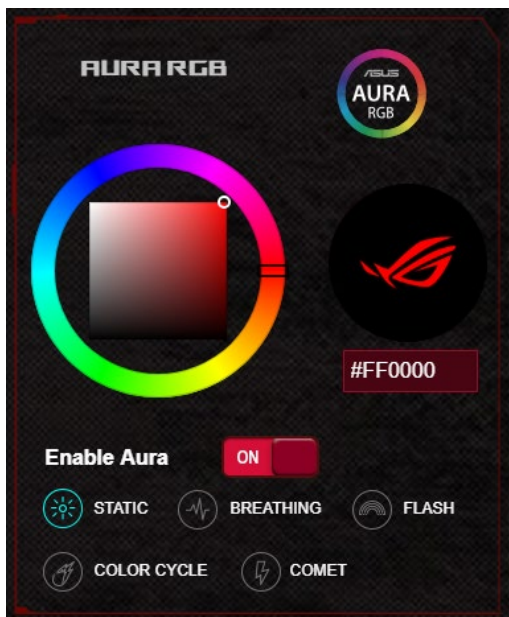 AURA RGB
ASUS
AURA
RGB
#FF0000
Enable Aura ON
STATIC BREATHING FLASH
COLOR CYCLE COMET